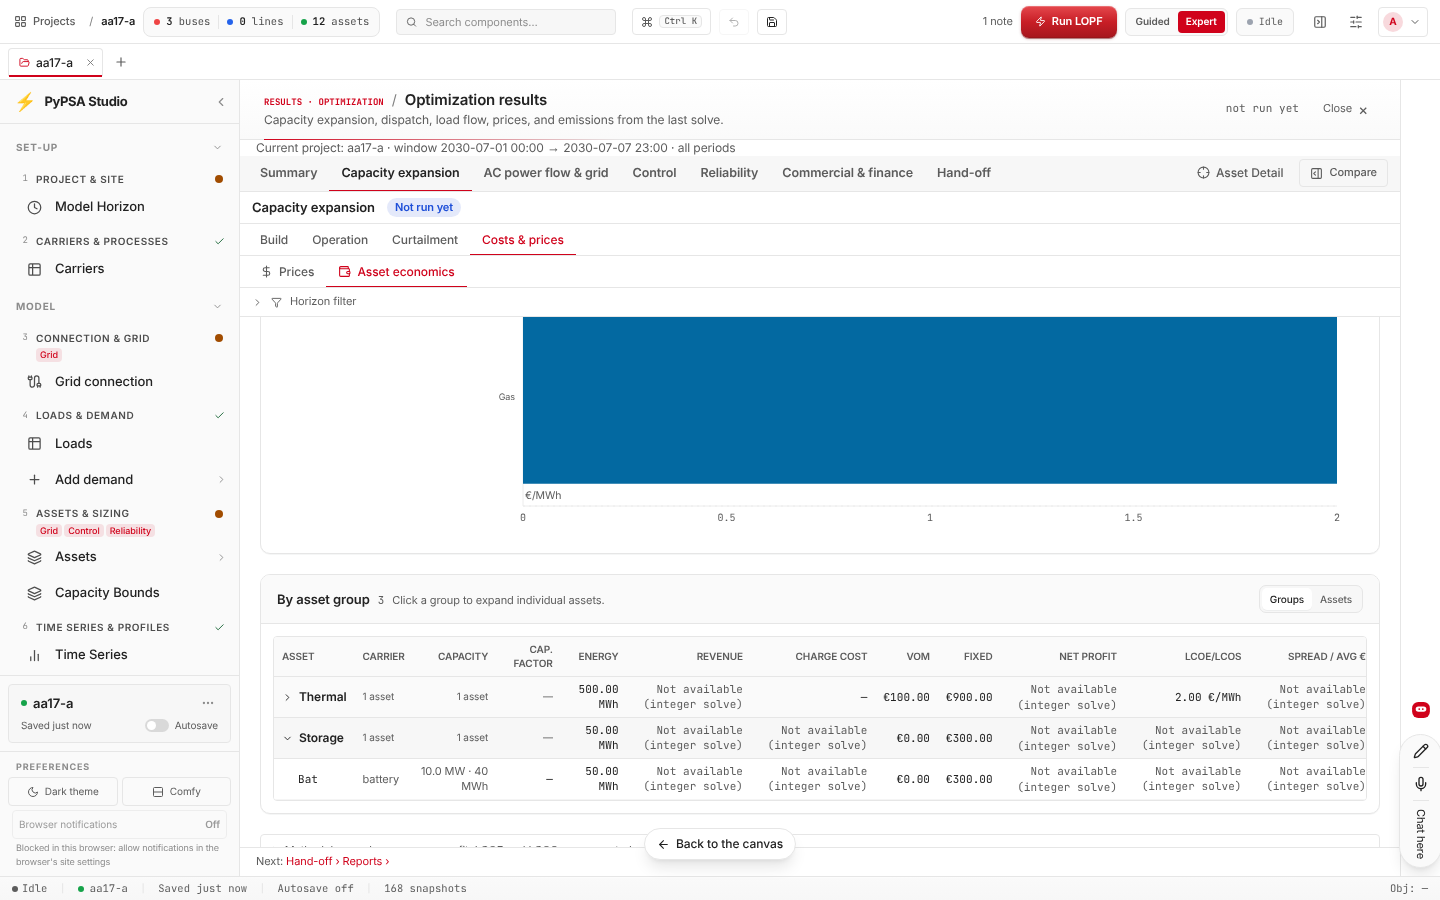 Projects / aa17-a 3 buses 0 lines 12 assets Search components... ⌘ Ctrl K 1 note Run LOPF Guided Expert Idle A
aa17-a
PyPSA Studio
SET-UP
1 PROJECT & SITE
Model Horizon
2 CARRIERS & PROCESSES
Carriers
MODEL
3 CONNECTION & GRID
Grid
Grid connection
4 LOADS & DEMAND
Loads
Add demand
5 ASSETS & SIZING
Grid Control Reliability
Assets
Capacity Bounds
6 TIME SERIES & PROFILES
Time Series
aa17-a
Saved just now Autosave
PREFERENCES
Dark theme Comfy
Browser notifications Off
Blocked in this browser: allow notifications in the
browser's site settings
RESULTS · OPTIMIZATION / Optimization results
Capacity expansion, dispatch, load flow, prices, and emissions from the last solve.
not run yet Close
Current project: aa17-a · window 2030-07-01 00:00 → 2030-07-07 23:00 · all periods
Summary Capacity expansion AC power flow & grid Control Reliability Commercial & finance Hand-off Asset Detail Compare
Capacity expansion Not run yet
Build Operation Curtailment Costs & prices
Prices Asset economics
Horizon filter
Gas
€/MWh
0 0.5 1 1.5 2
By asset group 3 Click a group to expand individual assets. Groups Assets
ASSET CARRIER CAPACITY CAP. FACTOR ENERGY REVENUE CHARGE COST VOM FIXED NET PROFIT LCOE/LCOS SPREAD / AVG €
Thermal 1 asset 1 asset — 500.00 MWh Not available (integer solve) — €100.00 €900.00 Not available (integer solve) 2.00 €/MWh Not available (integer solve)
Storage 1 asset 1 asset — 50.00 MWh Not available (integer solve) Not available (integer solve) €0.00 €300.00 Not available (integer solve) Not available (integer solve) Not available (integer solve)
Bat battery 10.0 MW · 40 MWh — 50.00 MWh Not available (integer solve) Not available (integer solve) €0.00 €300.00 Not available (integer solve) Not available (integer solve) Not available (integer solve)
Back to the canvas
Next: Hand-off › Reports ›
Chat here
Idle aa17-a Saved just now Autosave off 168 snapshots Obj: —